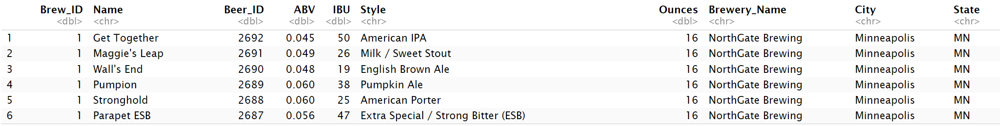 Brew_ID Name Beer_ID ABV IBU Style Ounces Brewery_Name City State
<dbl> <chr> <dbl> <dbl> <dbl> <chr> <dbl> <chr> <chr> <chr>
1 1 Get Together 2692 0.045 50 American IPA 16 NorthGate Brewing Minneapolis MN
2 1 Maggie's Leap 2691 0.049 26 Milk / Sweet Stout 16 NorthGate Brewing Minneapolis MN
3 1 Wall's End 2690 0.048 19 English Brown Ale 16 NorthGate Brewing Minneapolis MN
4 1 Pumpion 2689 0.060 38 Pumpkin Ale 16 NorthGate Brewing Minneapolis MN
5 1 Stronghold 2688 0.060 25 American Porter 16 NorthGate Brewing Minneapolis MN
6 1 Parapet ESB 2687 0.056 47 Extra Special / Strong Bitter (ESB) 16 NorthGate Brewing Minneapolis MN